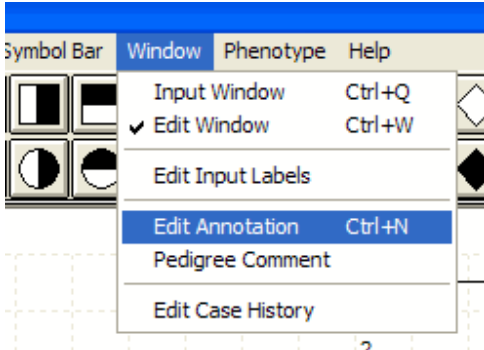 Symbol Bar Window Phenotype Help
Input Window Ctrl+Q
Edit Window Ctrl+W
Edit Input Labels
Edit Annotation Ctrl+N
Pedigree Comment
Edit Case History
?